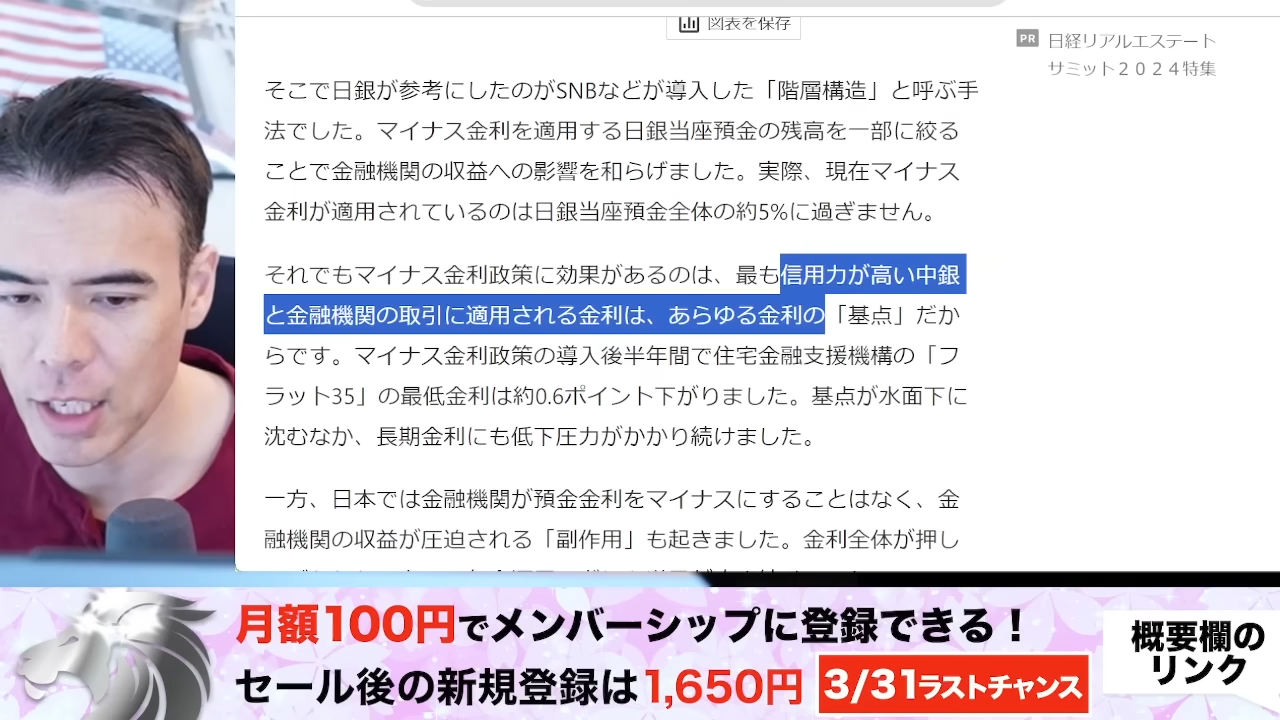 図表を保存
PR 日経リアルエステート
サミット２０２４特集
そこで日銀が参考にしたのがSNBなどが導入した「階層構造」と呼ぶ手
法でした。マイナス金利を適用する日銀当座預金の残高を一部に絞る
ことで金融機関の収益への影響を和らげました。実際、現在マイナス
金利が適用されているのは日銀当座預金全体の約5%に過ぎません。
それでもマイナス金利政策に効果があるのは、最も信用力が高い中銀
と金融機関の取引に適用される金利は、あらゆる金利の「基点」だか
らです。マイナス金利政策の導入後半年間で住宅金融支援機構の「フ
ラット35」の最低金利は約0.6ポイント下がりました。基点が水面下に
沈むなか、長期金利にも低下圧力がかかり続けました。
一方、日本では金融機関が預金金利をマイナスにすることはなく、金
融機関の収益が圧迫される「副作用」も起きました。金利全体が押し
月額100円でメンバーシップに登録できる！
セール後の新規登録は1,650円 3/31ラストチャンス
概要欄の
リンク